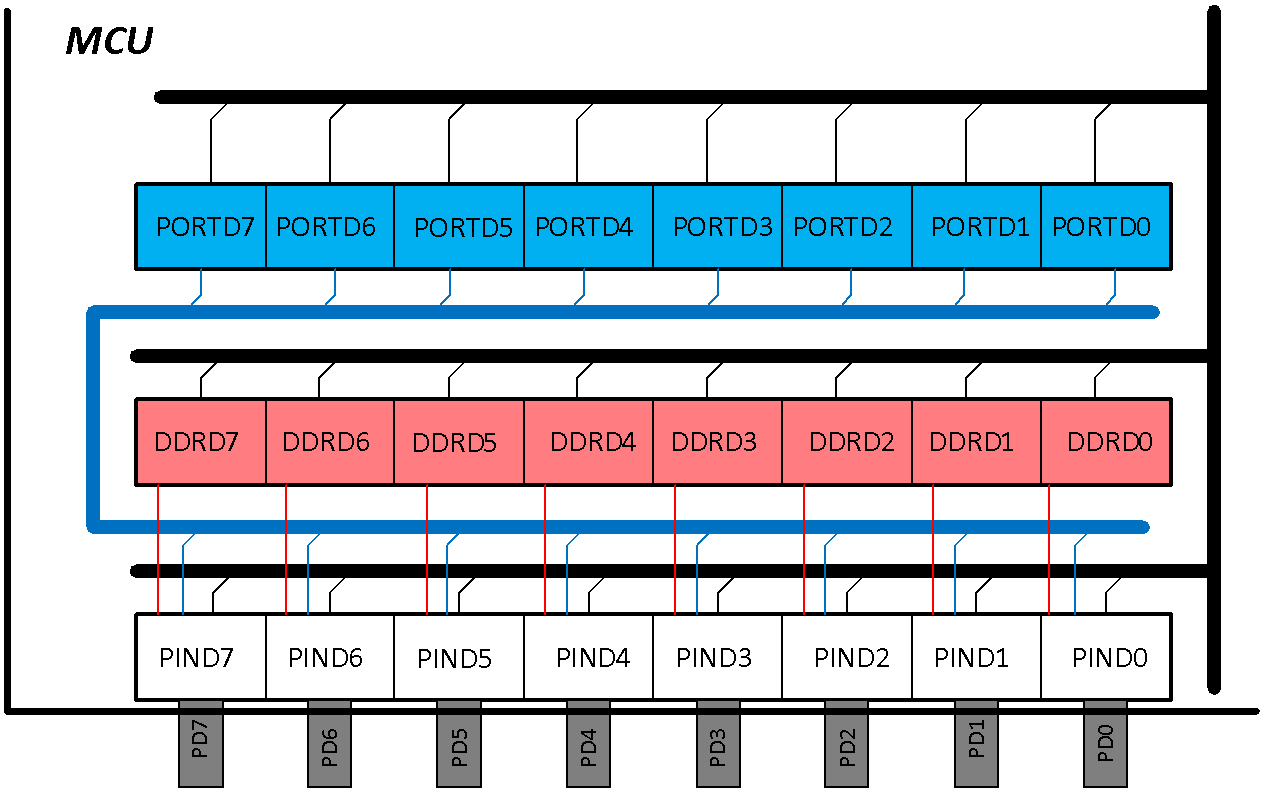 MCU
PORTD7 PORTD6 PORTD5 PORTD4 PORTD3 PORTD2 PORTD1 PORTD0
DDRD7 DDRD6 DDRD5 DDRD4 DDRD3 DDRD2 DDRD1 DDRD0
PIND7 PIND6 PIND5 PIND4 PIND3 PIND2 PIND1 PIND0
PD7 PD6 PD5 PD4 PD3 PD2 PD1 PD0